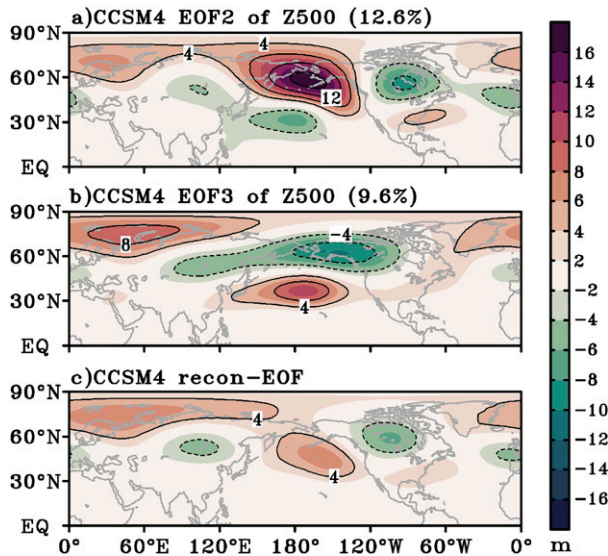 a)CCSM4 EOF2 of Z500 (12.6%)
90°N
60°N
30°N
EQ
4
4
12
b)CCSM4 EOF3 of Z500 (9.6%)
90°N
60°N
30°N
EQ
8
-4
4
c)CCSM4 recon-EOF
90°N
60°N
30°N
EQ
4
4
0° 60°E 120°E 180° 120°W 60°W 0°
16
14
12
10
8
6
4
2
-2
-4
-6
-8
-10
-12
-14
-16
m